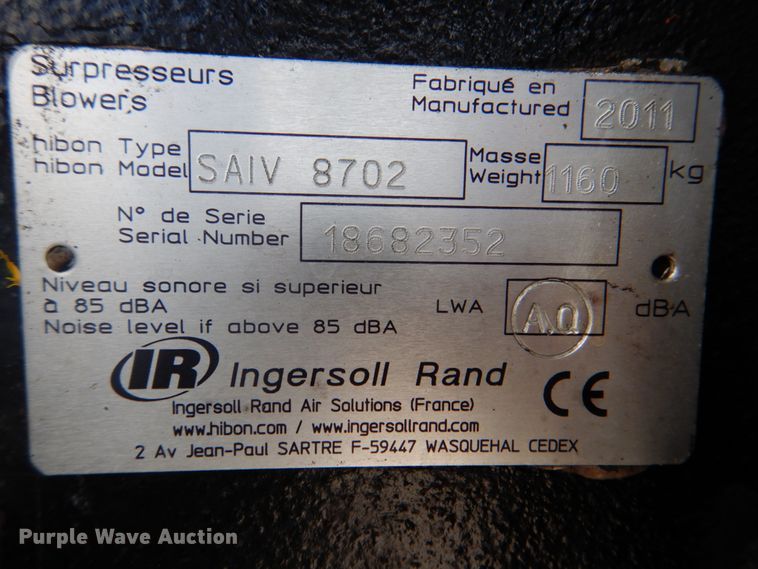 Surpresseurs
Blowers
Fabriqué en
Manufactured 2011
hibon Type
hibon Model SAIV 8702
Masse
Weight 1160 kg
N° de Serie
Serial Number 18682352
Niveau sonore si superieur
à 85 dBA
Noise level if above 85 dBA
LWA AQ dBA
IR Ingersoll Rand CE
Ingersoll Rand Air Solutions (France)
www.hibon.com / www.ingersollrand.com
2 Av Jean-Paul SARTRE F-59447 WASQUEHAL CEDEX
Purple Wave Auction